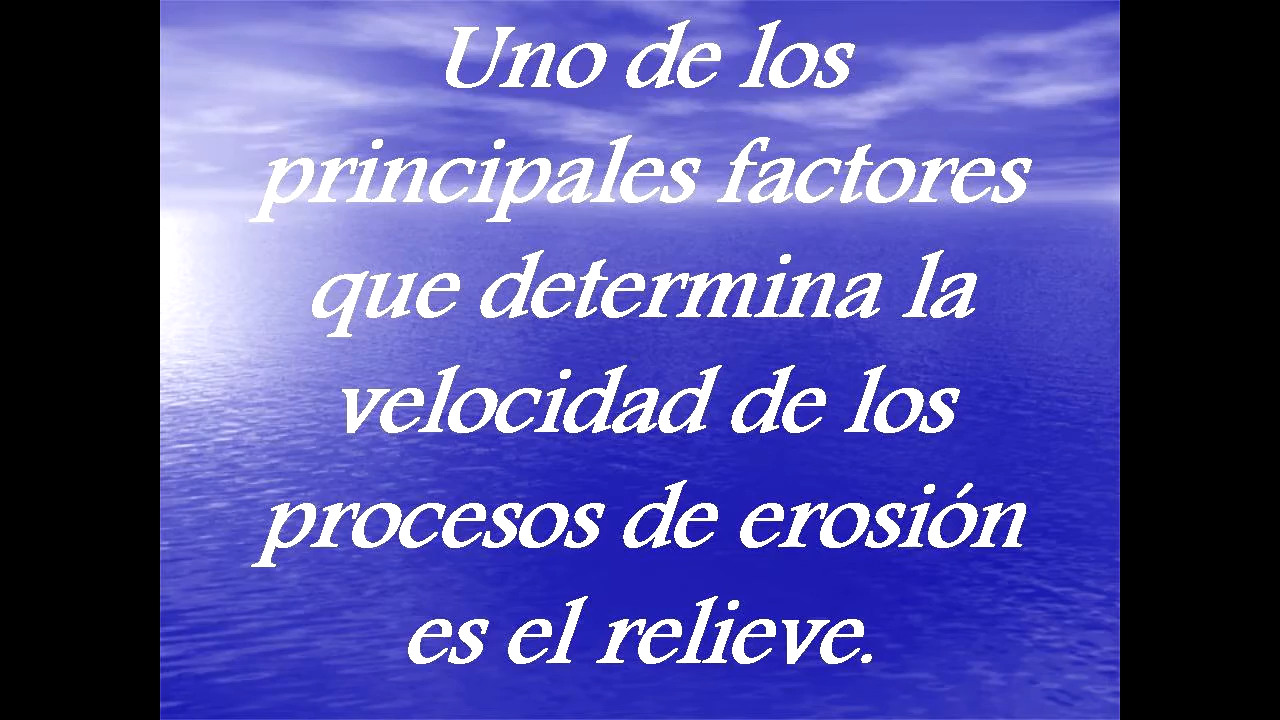 Uno de los
principales factores
que determina la
velocidad de los
procesos de erosión
es el relieve.